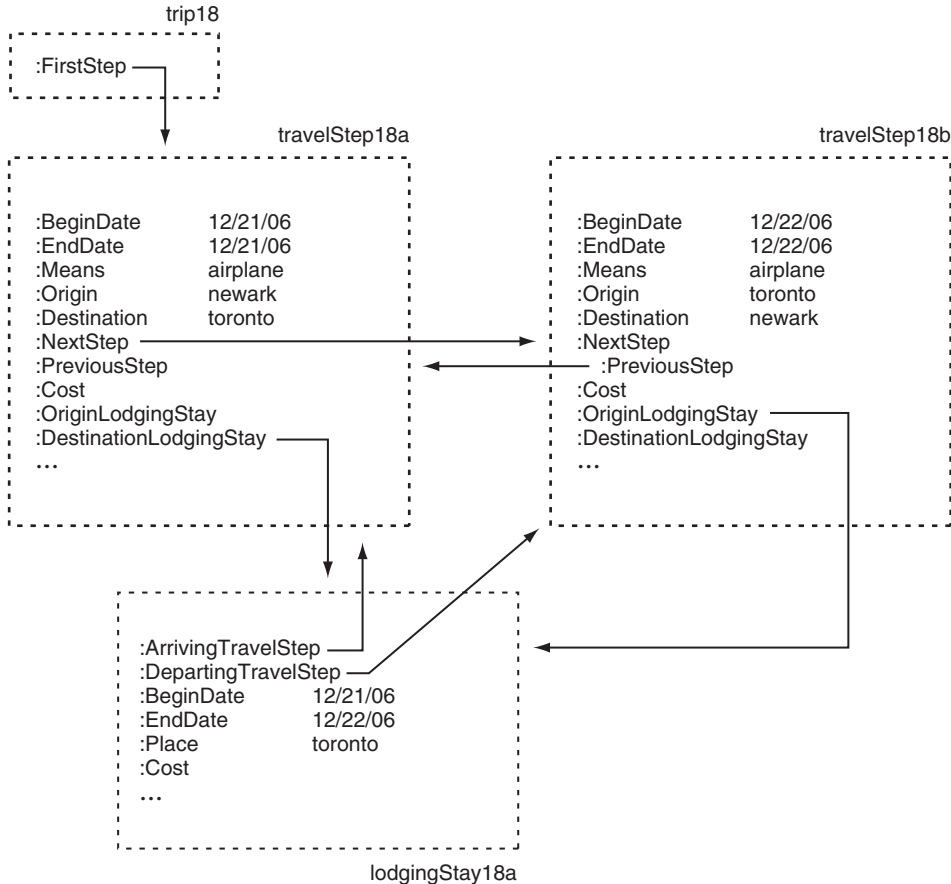 trip18
:FirstStep
travelStep18a
:BeginDate 12/21/06
:EndDate 12/21/06
:Means airplane
:Origin newark
:Destination toronto
:NextStep
:PreviousStep
:Cost
:OriginLodgingStay
:DestinationLodgingStay
...
travelStep18b
:BeginDate 12/22/06
:EndDate 12/22/06
:Means airplane
:Origin toronto
:Destination newark
:NextStep
:PreviousStep
:Cost
:OriginLodgingStay
:DestinationLodgingStay
...
:ArrivingTravelStep
:DepartingTravelStep
:BeginDate 12/21/06
:EndDate 12/22/06
:Place toronto
:Cost
...
lodgingStay18a